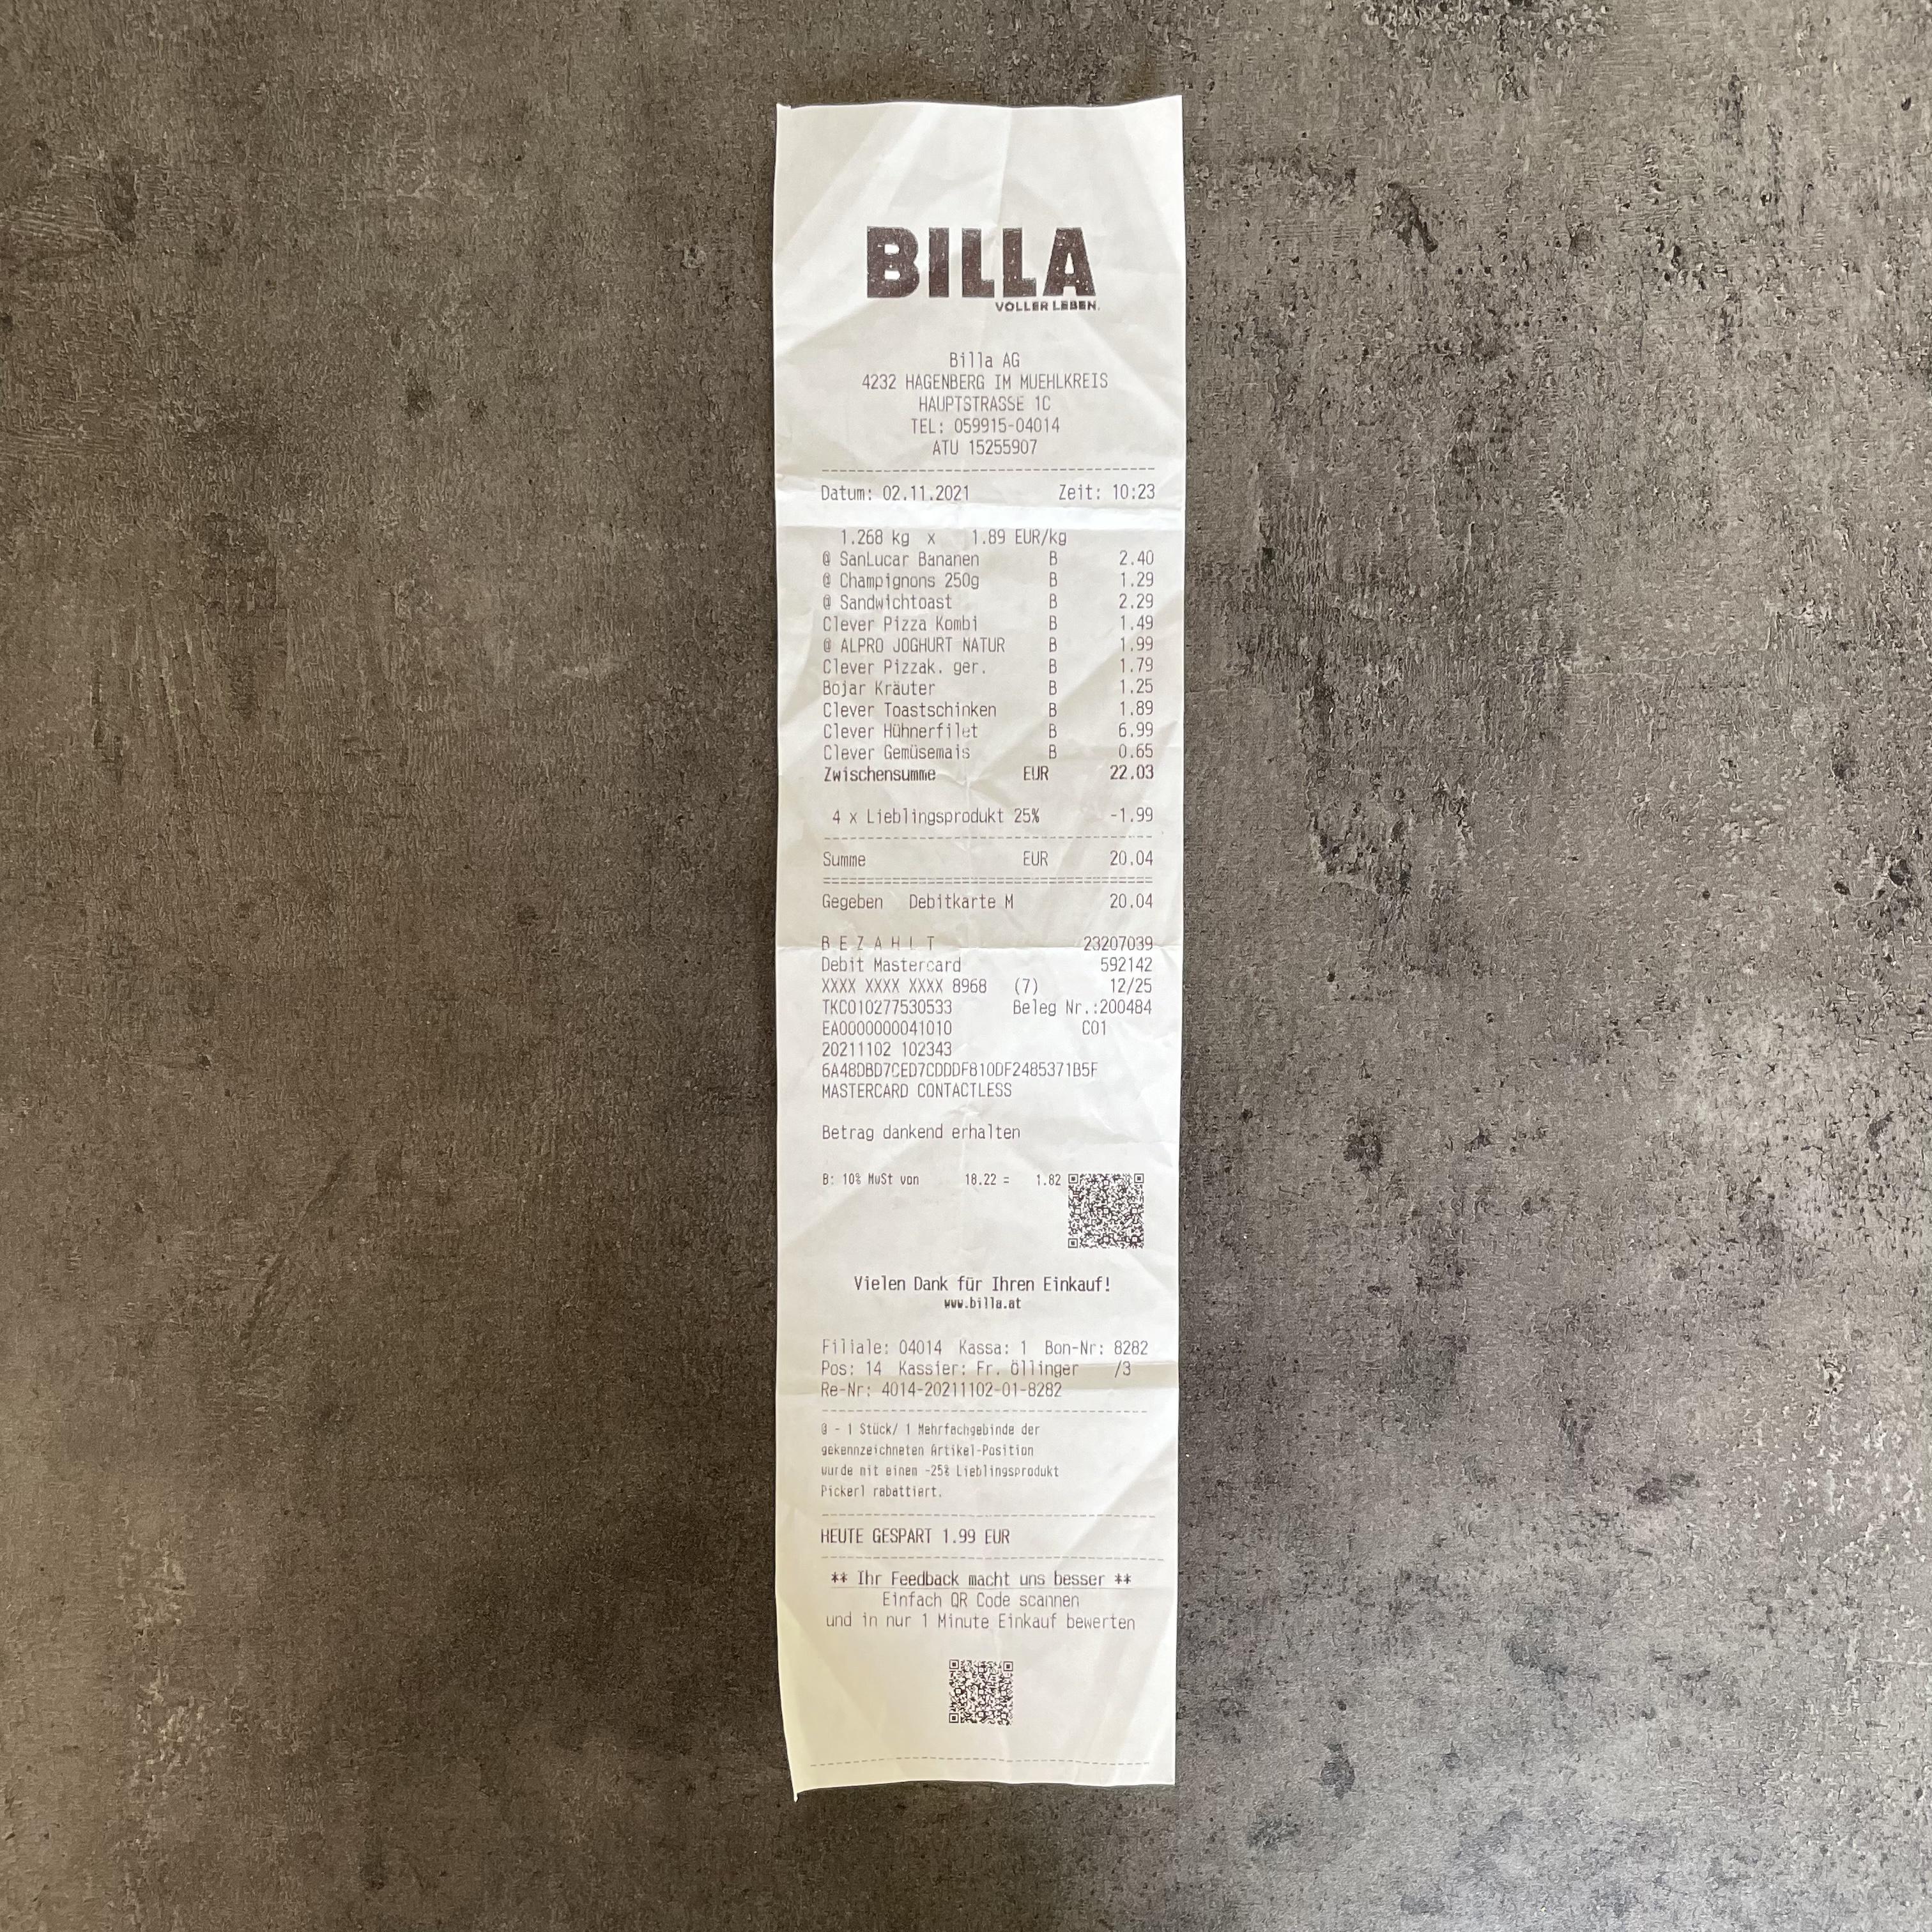 BILLA
VOLLER LEBEN.
Billa AG
4232 HAGENBERG IM MUEHLKREIS
HAUPTSTRASSE 1C
TEL: 059915-04014
ATU 15255907
Datum: 02.11.2021 Zeit: 10:23
1.268 kg x 1.89 EUR/kg
@ SanLucar Bananen B 2.40
@ Champignons 250g B 1.29
@ Sandwichtoast B 2.29
Clever Pizza Kombi B 1.49
@ ALPRO JOGHURT NATUR B 1.99
Clever Pizzak. ger. B 1.79
Bojar Kräuter B 1.25
Clever Toastschinken B 1.89
Clever Hühnerfilet B 6.99
Clever Gemüsemais B 0.65
Zwischensumme EUR 22.03
4 x Lieblingsprodukt 25% -1.99
Summe EUR 20.04
Gegeben Debitkarte M 20.04
B E Z A H L T 23207039
Debit Mastercard 592142
XXXX XXXX XXXX 8968 (7) 12/25
TKC010277530533 Beleg Nr.:200484
EA0000000041010 C01
20211102 102343
6A48DBD7CED7CDDDF810DF2485371B5F
MASTERCARD CONTACTLESS
Betrag dankend erhalten
B: 10% MwSt von 18.22 = 1.82
Vielen Dank für Ihren Einkauf!
www.billa.at
Filiale: 04014 Kassa: 1 Bon-Nr: 8282
Pos: 14 Kassier: Fr. Öllinger /3
Re-Nr: 4014-20211102-01-8282
@ - 1 Stück/ 1 Mehrfachgebinde der
gekennzeichneten Artikel-Position
wurde mit einem -25% Lieblingsprodukt
Pickerl rabattiert.
HEUTE GESPART 1.99 EUR
** Ihr Feedback macht uns besser **
Einfach QR Code scannen
und in nur 1 Minute Einkauf bewerten